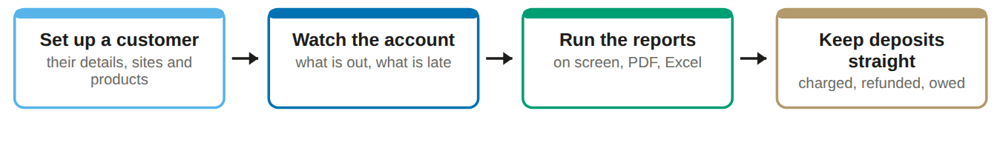 Set up a customer
their details, sites and
products
Watch the account
what is out, what is late
Run the reports
on screen, PDF, Excel
Keep deposits
straight
charged, refunded, owed